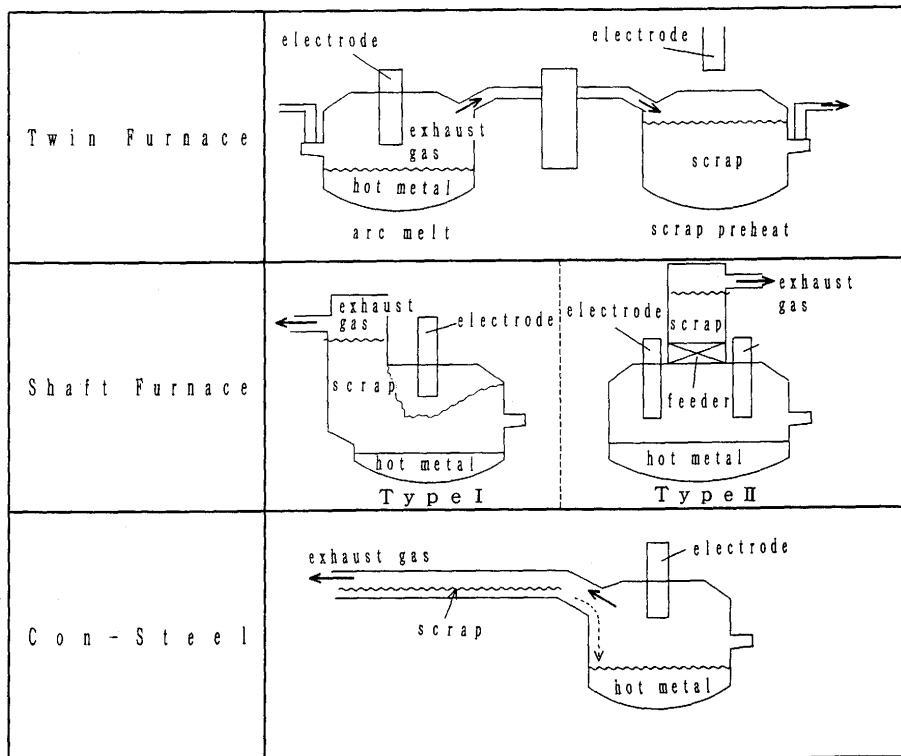 Twin Furnace
electrode
electrode
exhaust
gas
hot metal
scrap
arc melt
scrap preheat
Shaft Furnace
exhaust
gas
electrode
scrap
hot metal
Type I
exhaust
gas
electrode
scrap
feeder
hot metal
Type II
Con-Steel
exhaust gas
electrode
scrap
hot metal